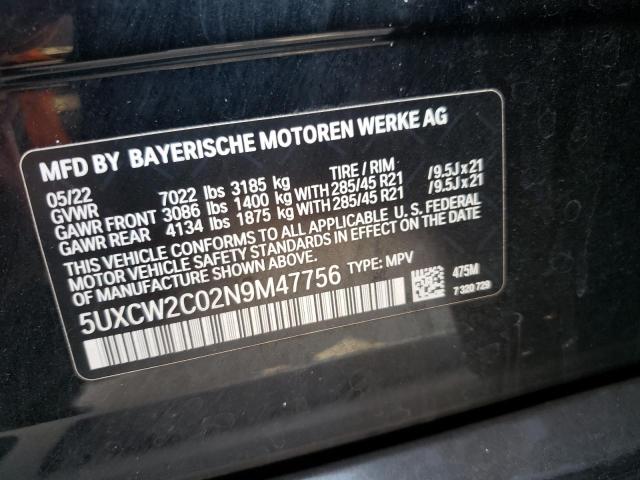 MFD BY BAYERISCHE MOTOREN WERKE AG
05/22 TIRE / RIM
GVWR 7022 lbs 3185 kg
GAWR FRONT 3086 lbs 1400 kg WITH 285/45 R21 /9.5J x 21
GAWR REAR 4134 lbs 1875 kg WITH 285/45 R21 /9.5J x 21
THIS VEHICLE CONFORMS TO ALL APPLICABLE U. S. FEDERAL
MOTOR VEHICLE SAFETY STANDARDS IN EFFECT ON THE DATE
OF MANUFACTURE SHOWN ABOVE.
5UXCW2C02N9M47756 TYPE: MPV
475M
7 320 729